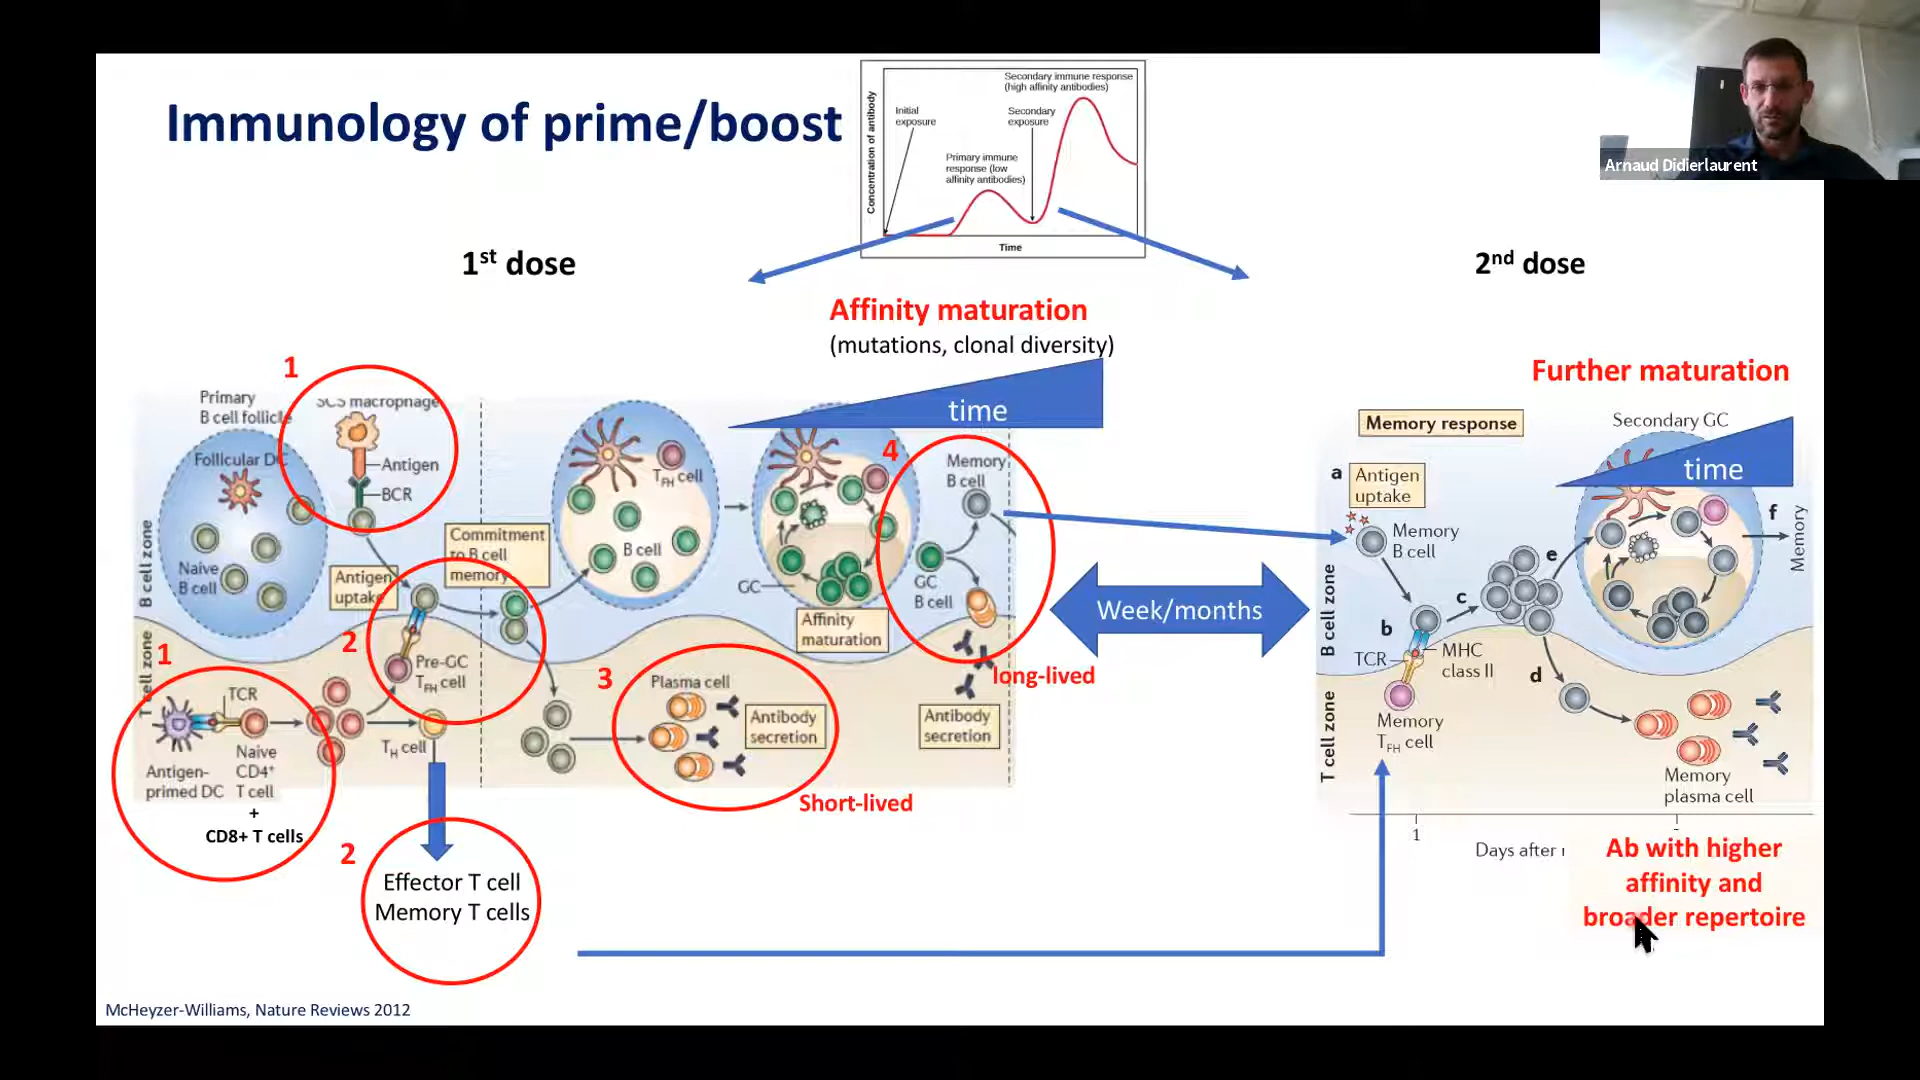 Immunology of prime/boost
Concentration of antibody
Initial
exposure
Primary immune
response (low
affinity antibodies)
Secondary
exposure
Secondary immune response
(high affinity antibodies)
Time
Arnaud Didierlaurent
1st dose
2nd dose
Affinity maturation
(mutations, clonal diversity)
time
Further maturation
1
Primary
B cell follicle
SCS macrophage
Follicular DC
Antigen
BCR
Naive
B cell
B cell zone
T cell zone
Antigen
uptake
Commitment
to B cell
memory
2
Pre-GC
TFH cell
1
TCR
Antigen-
primed DC
Naive
CD4+
T cell
+
CD8+ T cells
TH cell
2
Effector T cell
Memory T cells
TFH cell
B cell
GC
Affinity
maturation
3
Plasma cell
Antibody
secretion
Short-lived
4
Memory
B cell
GC
B cell
long-lived
Antibody
secretion
Week/months
Memory response
Secondary GC
time
a
Antigen
uptake
Memory
B cell
B cell zone
T cell zone
b
TCR
MHC
class II
c
d
e
f
Memory
Memory
TFH cell
Memory
plasma cell
1
Days after
Ab with higher
affinity and
broader repertoire
McHeyzer-Williams, Nature Reviews 2012